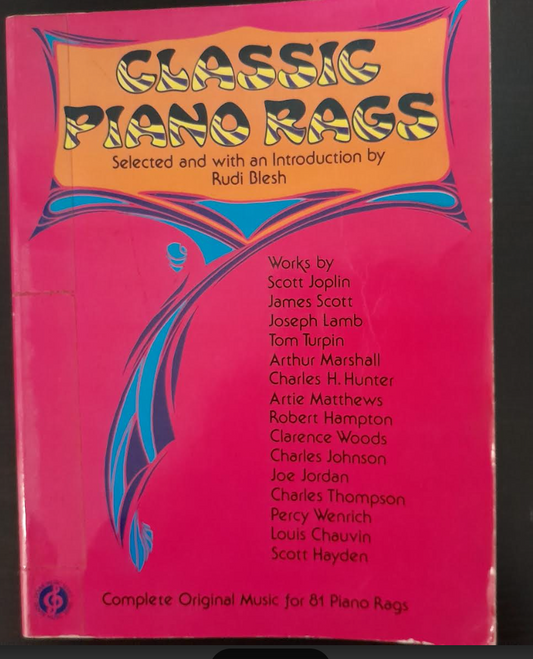 CLASSIC
PIANO RAGS
Selected and with an Introduction by
Rudi Blesh
Works by
Scott Joplin
James Scott
Joseph Lamb
Tom Turpin
Arthur Marshall
Charles H. Hunter
Artie Matthews
Robert Hampton
Clarence Woods
Charles Johnson
Joe Jordan
Charles Thompson
Percy Wenrich
Louis Chauvin
Scott Hayden
Complete Original Music for 81 Piano Rags